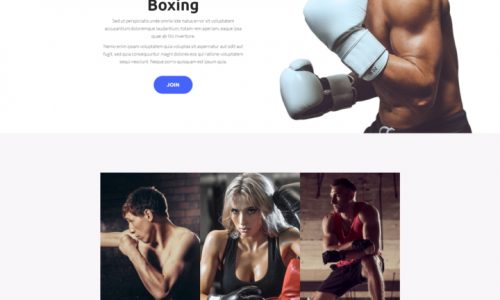 Boxing
Sed ut perspiciatis unde omnis iste natus error sit voluptatem
accusantium doloremque laudantium, totam rem aperiam, eaque ipsa
quae ab illo inventore.
Nemo enim ipsam voluptatem quia voluptas sit aspernatur aut odit aut
fugit, sed quia consequuntur, magni dolores eos qui ratione voluptatem
sequi nesciunt. Neque porro quisquam est ipsum quia.
JOIN